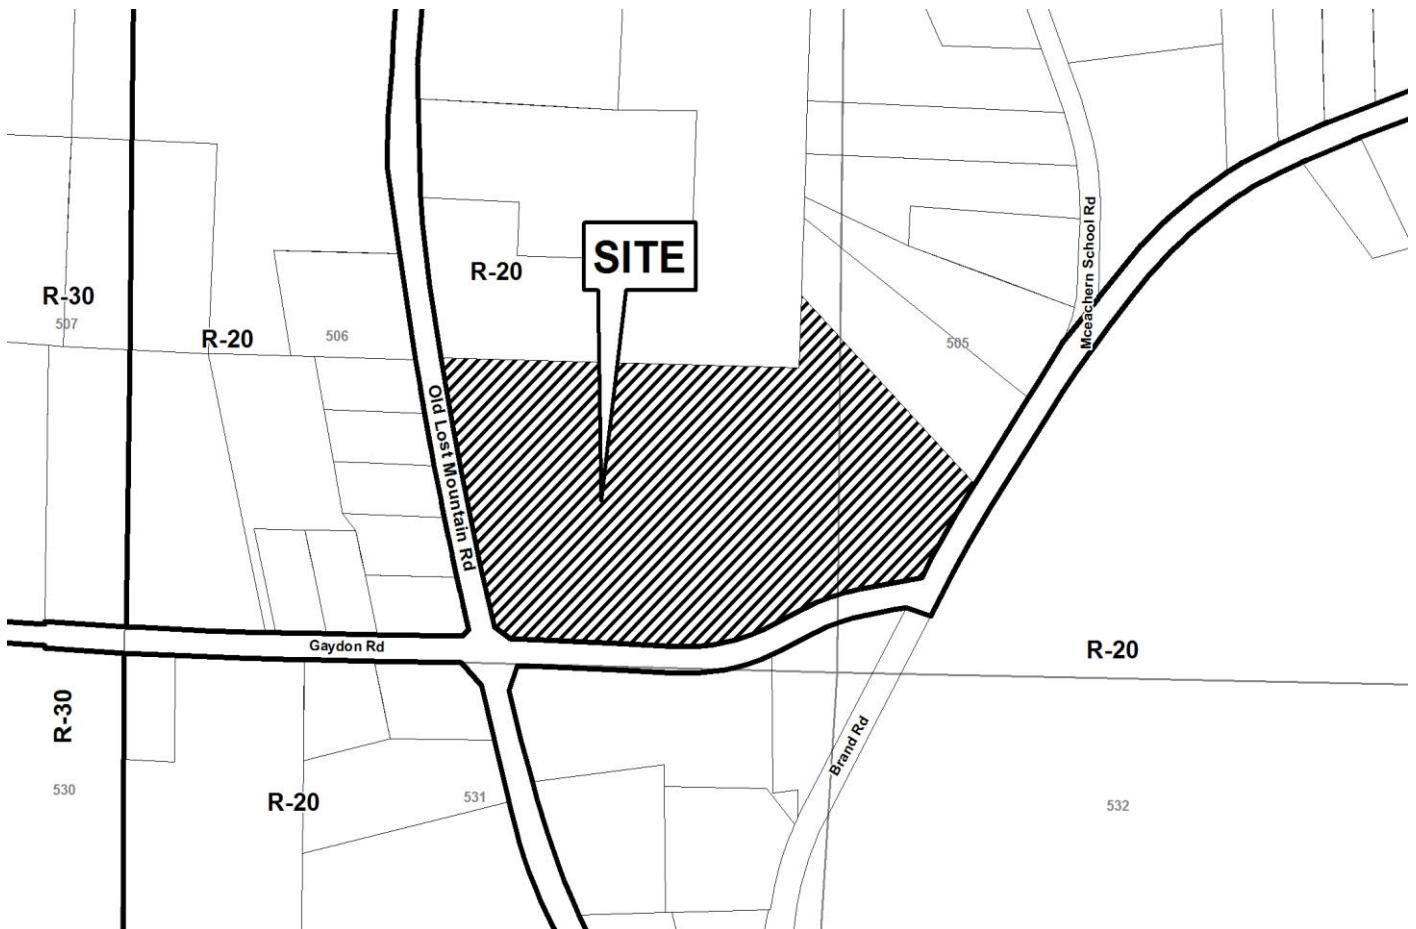 Mceachern School Rd
SITE
R-20
R-30
507
R-20
506
505
Old Lost Mountain Rd
Gaydon Rd
R-20
R-30
Brand Rd
530
R-20
531
532